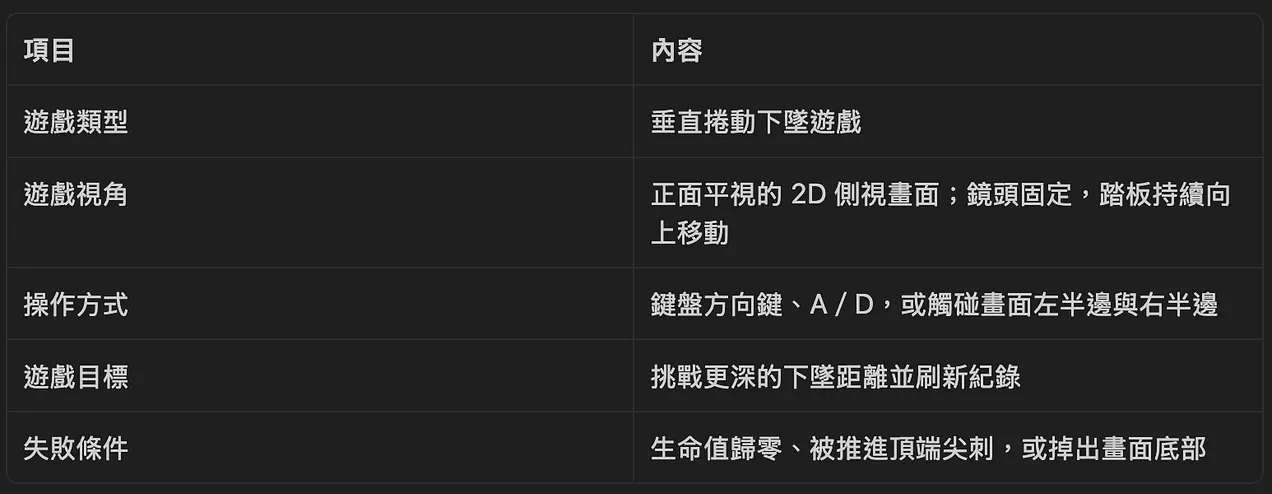 項目
內容
遊戲類型
垂直捲動下墜遊戲
遊戲視角
正面平視的 2D 側視畫面；鏡頭固定，踏板持續向
上移動
操作方式
鍵盤方向鍵、A / D，或觸碰畫面左半邊與右半邊
遊戲目標
挑戰更深的下墜距離並刷新紀錄
失敗條件
生命值歸零、被推進頂端尖刺，或掉出畫面底部